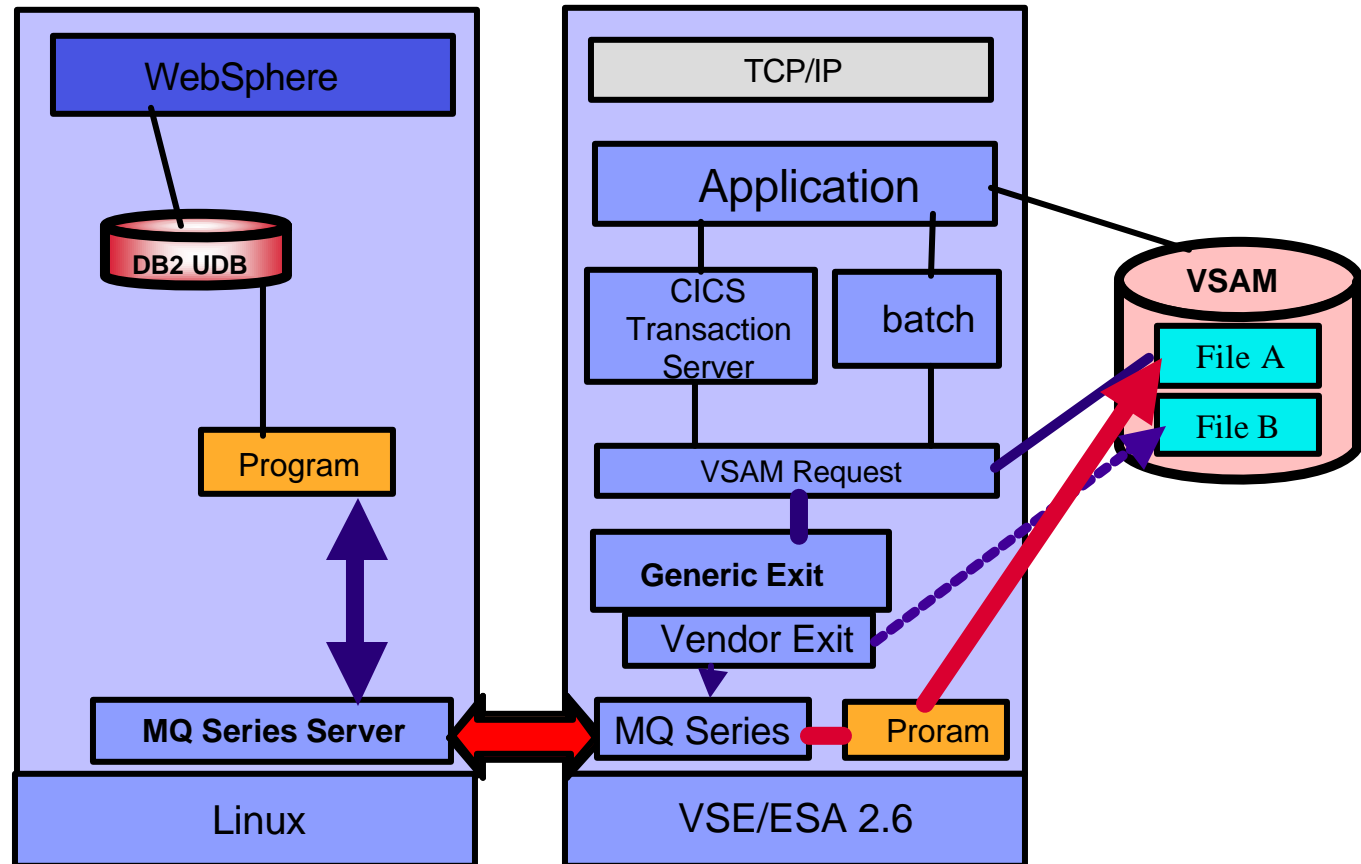 WebSphere
DB2 UDB
Program
MQ Series Server
Linux
TCP/IP
Application
CICS
Transaction
Server
batch
VSAM Request
Generic Exit
Vendor Exit
MQ Series
Proram
VSE/ESA 2.6
VSAM
File A
File B